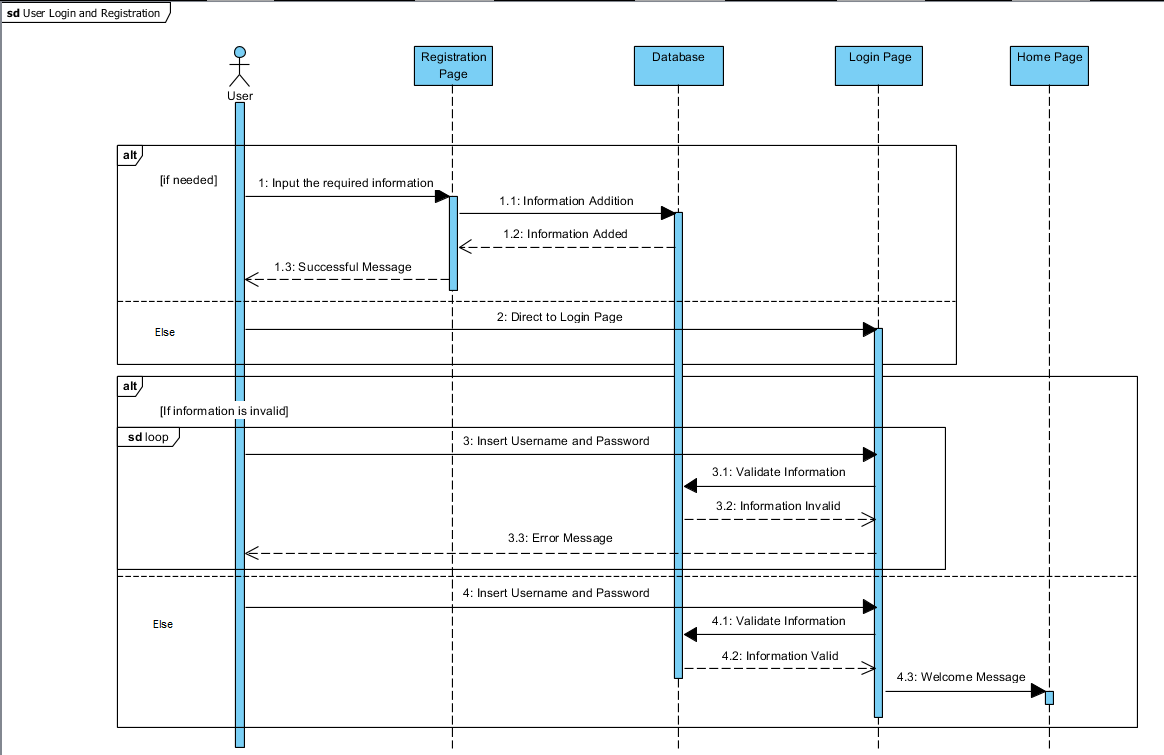 sd User Login and Registration
User
Registration
Page
Database
Login Page
Home Page
alt
[if needed]
1: Input the required information
1.1: Information Addition
1.2: Information Added
1.3: Successful Message
Else
2: Direct to Login Page
alt
[If information is invalid]
sd loop
3: Insert Username and Password
3.1: Validate Information
3.2: Information Invalid
3.3: Error Message
Else
4: Insert Username and Password
4.1: Validate Information
4.2: Information Valid
4.3: Welcome Message